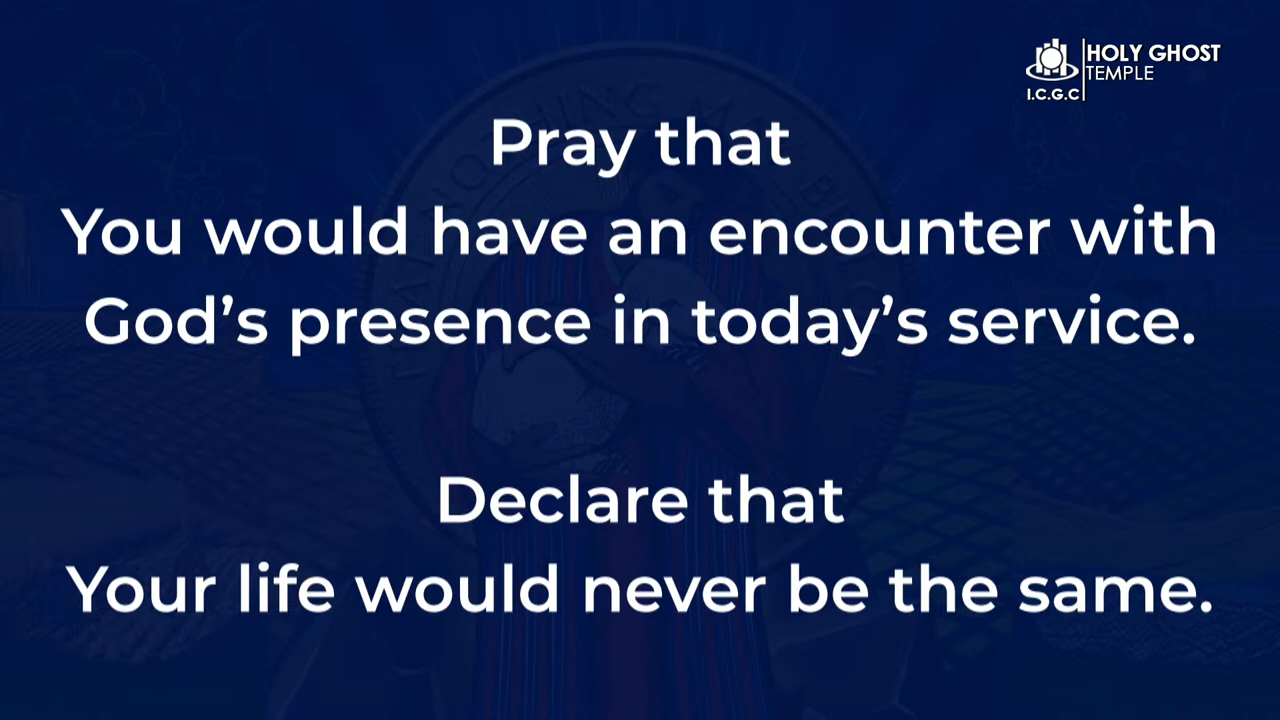 HOLY GHOST
TEMPLE
I.C.G.C
Pray that
You would have an encounter with
God’s presence in today’s service.
Declare that
Your life would never be the same.